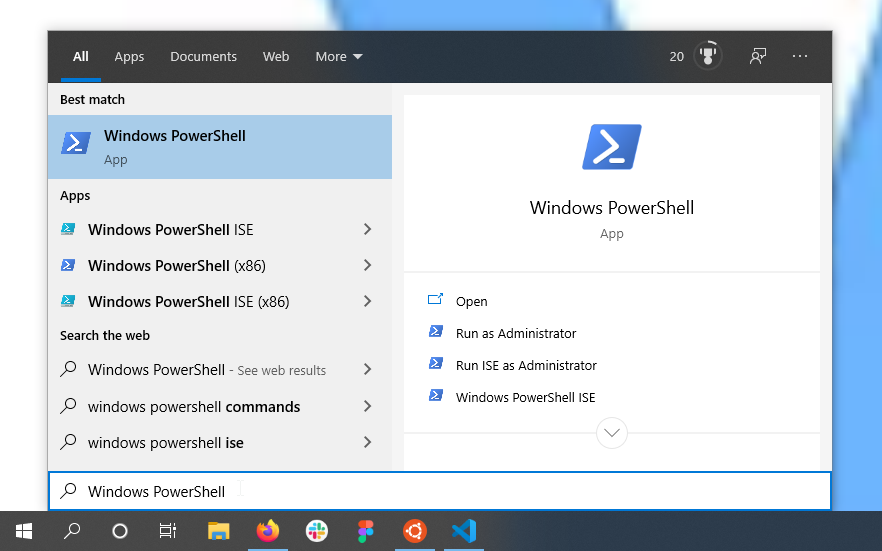 All Apps Documents Web More 20 ...
Best match
Windows PowerShell
App
Apps
Windows PowerShell ISE
Windows PowerShell (x86)
Windows PowerShell ISE (x86)
Search the web
Windows PowerShell - See web results
windows powershell commands
windows powershell ise
Windows PowerShell
App
Open
Run as Administrator
Run ISE as Administrator
Windows PowerShell ISE
Windows PowerShell